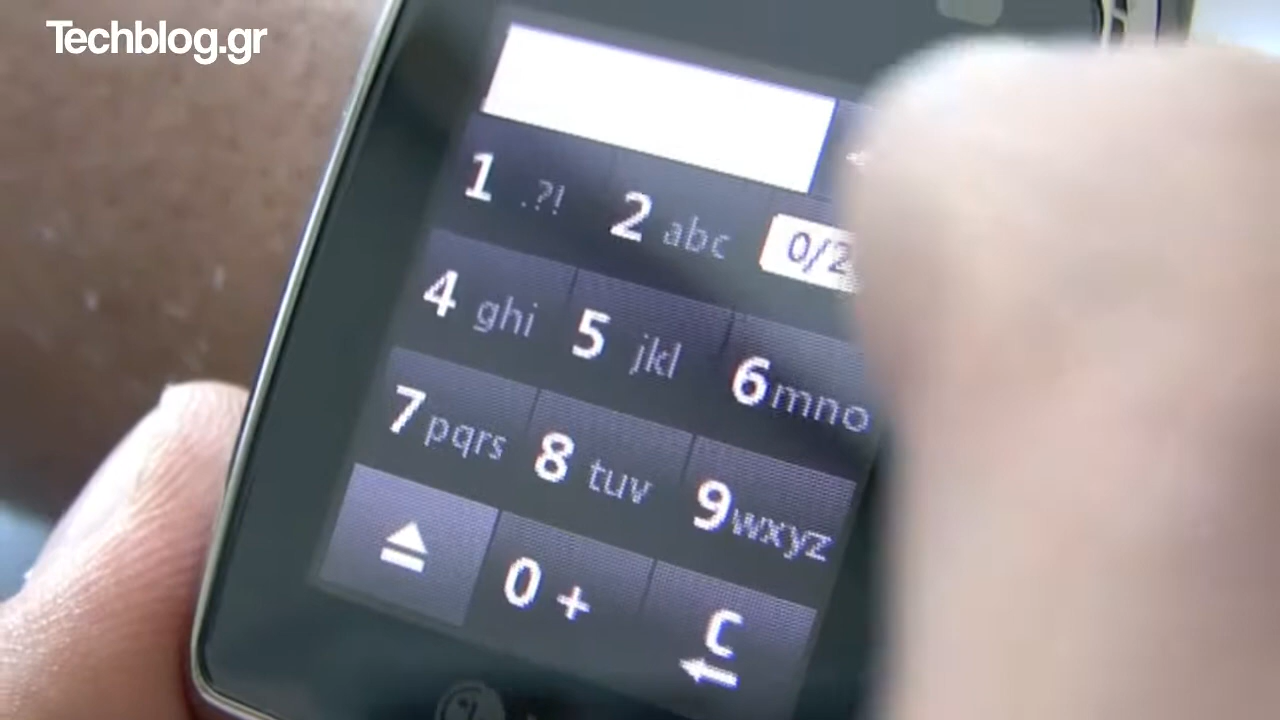 Techblog.gr
1 .?! 2 abc 0/2
4 ghi 5 jkl 6 mno
7 pqrs 8 tuv 9 wxyz
0 + C